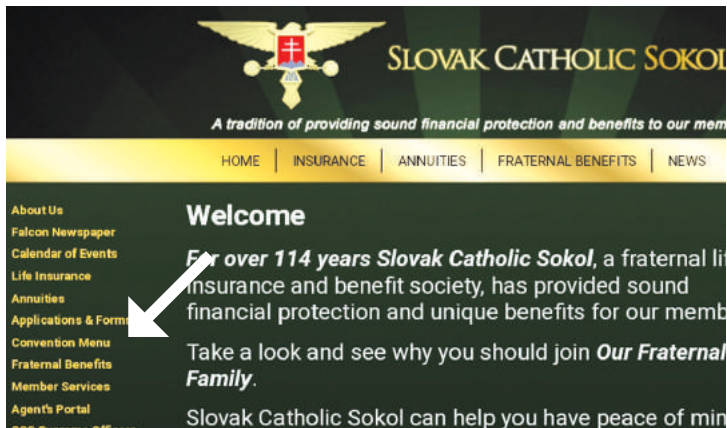 SLOVAK CATHOLIC SOKOL
A tradition of providing sound financial protection and benefits to our mem
HOME INSURANCE ANNUITIES FRATERNAL BENEFITS NEWS
About Us
Falcon Newspaper
Calendar of Events
Life Insurance
Annuities
Applications & Forms
Convention Menu
Fraternal Benefits
Member Services
Agent's Portal
Welcome
For over 114 years Slovak Catholic Sokol, a fraternal li
insurance and benefit society, has provided sound
financial protection and unique benefits for our memb
Take a look and see why you should join Our Fraternal
Family.
Slovak Catholic Sokol can help you have peace of min